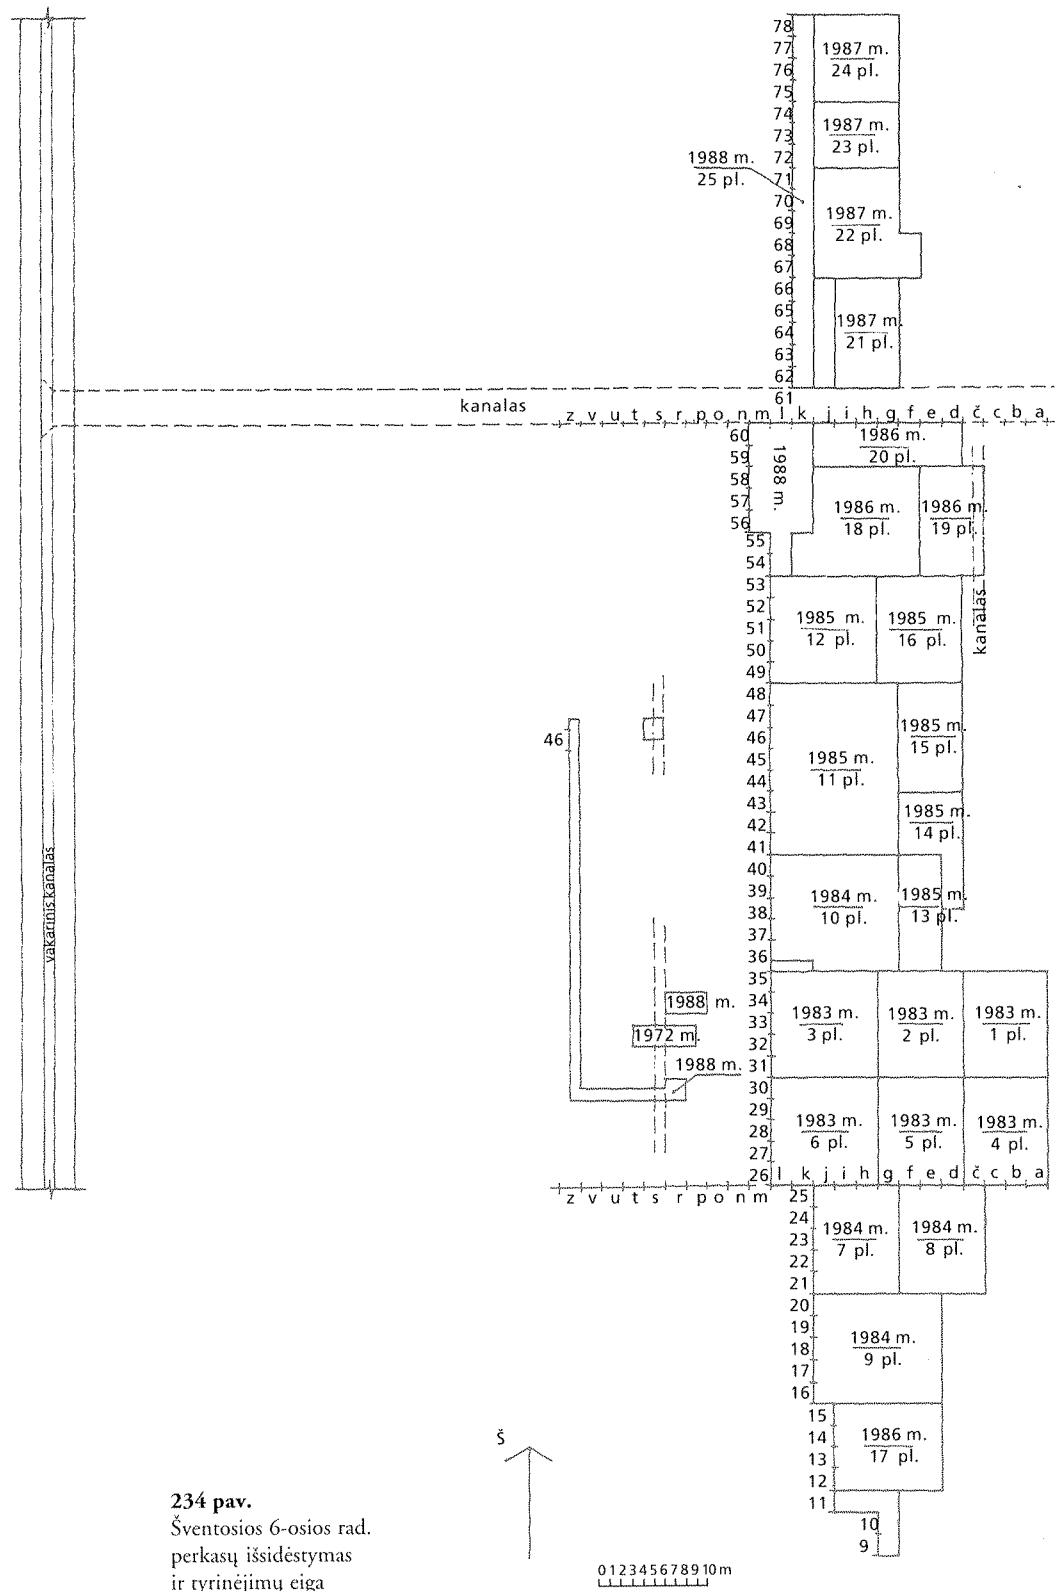 78
77
76
75
74
73
72
71
70
69
68
67
66
65
64
63
62
61
1987 m.
24 pl.
1987 m.
23 pl.
1988 m.
25 pl.
1987 m.
22 pl.
1987 m.
21 pl.
kanalas
z v u t s r p o n m l k j i h g f e d č c b a
60
59
58
57
56
55
54
53
52
51
50
49
48
47
46
45
44
43
42
41
40
39
38
37
36
35
34
33
32
31
30
29
28
27
26
1988 m.
1986 m.
20 pl.
1986 m.
18 pl.
1986 m.
19 pl.
kanalas
1985 m.
12 pl.
1985 m.
16 pl.
1985 m.
11 pl.
1985 m.
15 pl.
1985 m.
14 pl.
46
vakarinis kanalas
1984 m.
10 pl.
1985 m.
13 pl.
1988 m.
1972 m.
1988 m.
1983 m.
3 pl.
1983 m.
2 pl.
1983 m.
1 pl.
1983 m.
6 pl.
1983 m.
5 pl.
1983 m.
4 pl.
l k j i h g f e d č c b a
z v u t s r p o n m
25
24
23
22
21
20
19
18
17
16
15
14
13
12
11
10
9
1984 m.
7 pl.
1984 m.
8 pl.
1984 m.
9 pl.
1986 m.
17 pl.
Š
234 pav.
Šventosios 6-osios rad.
perkasų išsidėstymas
ir tyrinėjimų eiga
0 1 2 3 4 5 6 7 8 9 10 m